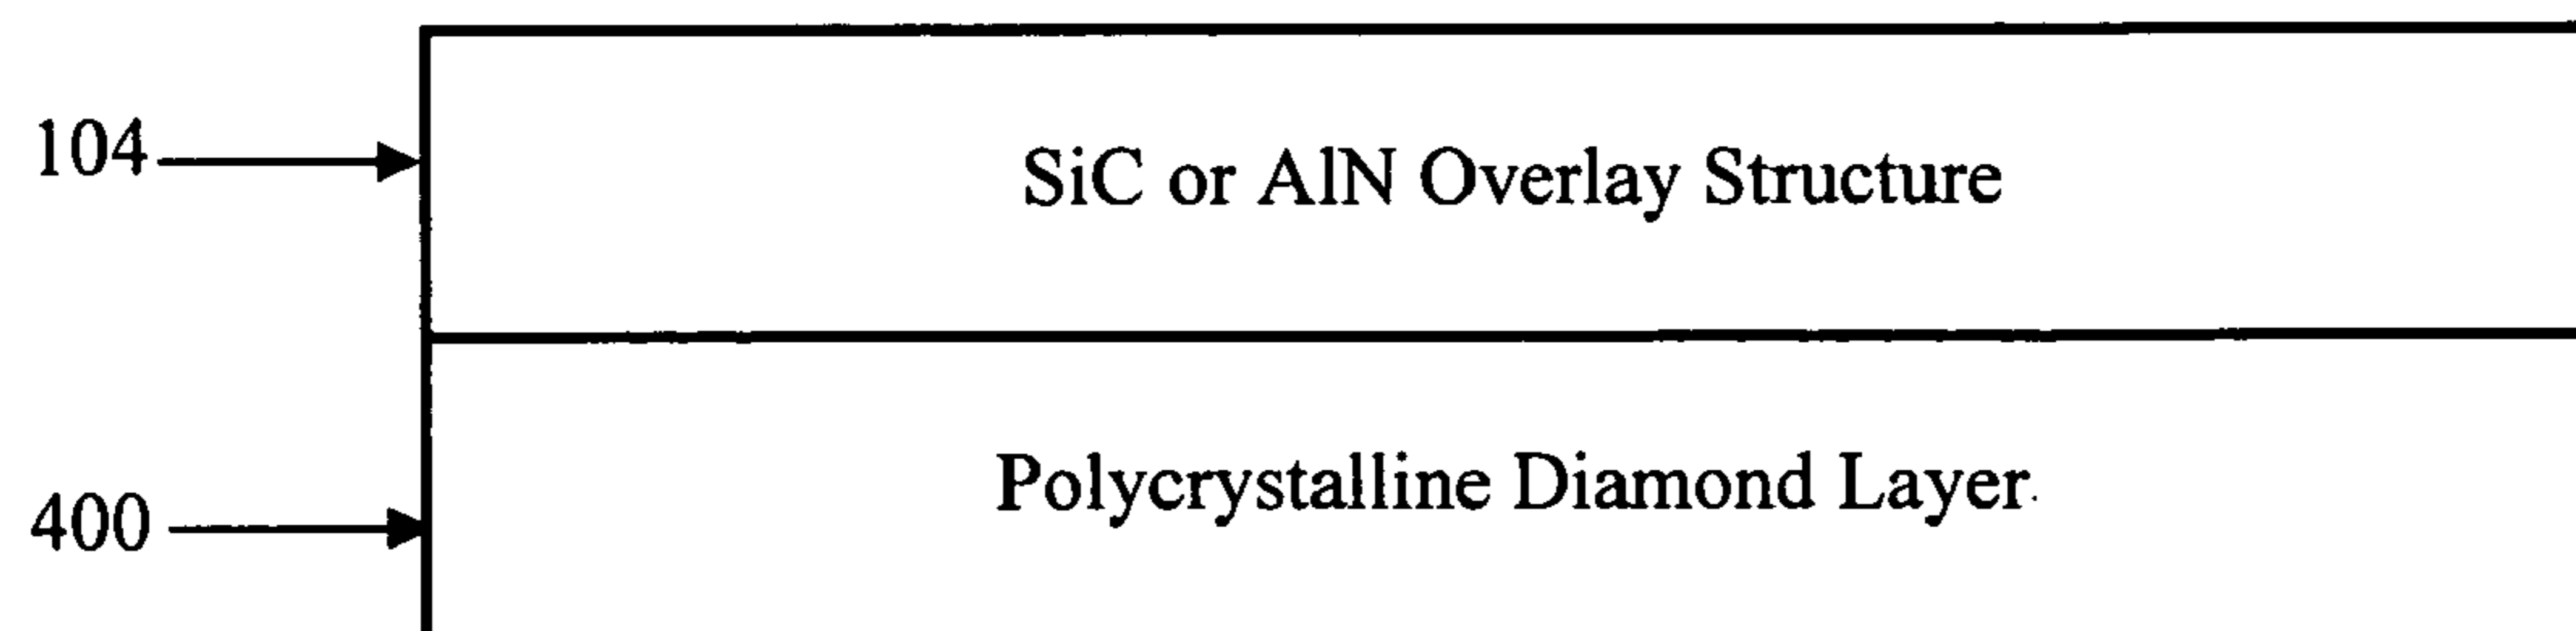 104
SiC or AlN Overlay Structure
Polycrystalline Diamond Layer
400